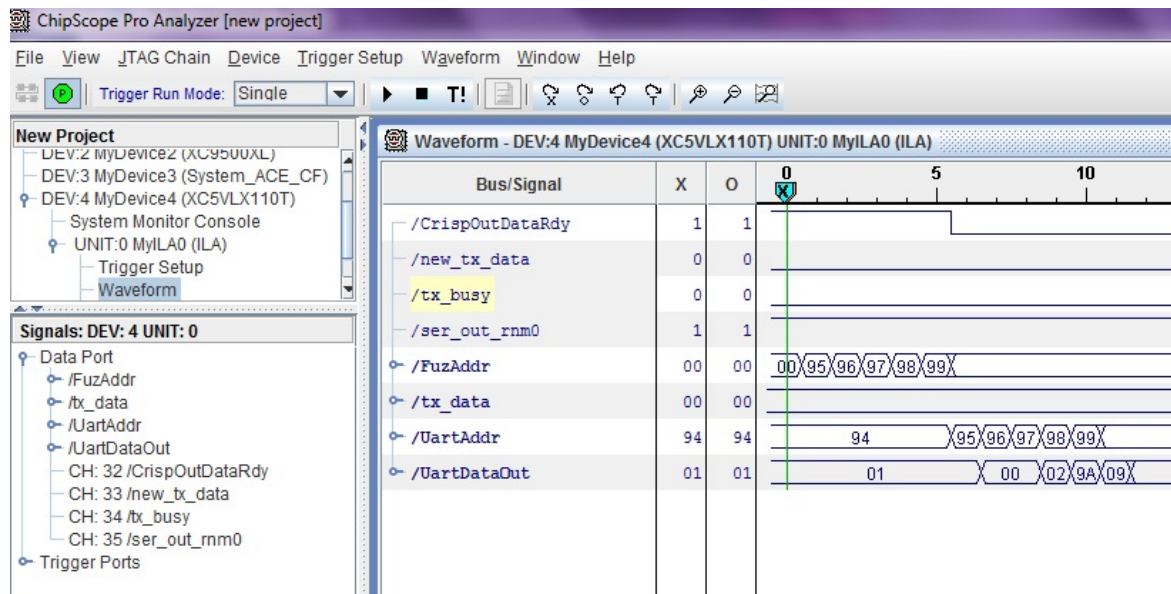 ChipScope Pro Analyzer [new project]
File View JTAG Chain Device Trigger Setup Waveform Window Help
P Trigger Run Mode: Single T!
New Project
DEV:2 MyDevice2 (XC9500XL)
DEV:3 MyDevice3 (System_ACE_CF)
DEV:4 MyDevice4 (XC5VLX110T)
System Monitor Console
UNIT:0 MyILA0 (ILA)
Trigger Setup
Waveform
Signals: DEV: 4 UNIT: 0
Data Port
/FuzAddr
/tx_data
/UartAddr
/UartDataOut
CH: 32 /CrispOutDataRdy
CH: 33 /new_tx_data
CH: 34 /tx_busy
CH: 35 /ser_out_rnm0
Trigger Ports
Waveform - DEV:4 MyDevice4 (XC5VLX110T) UNIT:0 MyILA0 (ILA)
Bus/Signal X O 0 5 10
X
/CrispOutDataRdy 1 1
/new_tx_data 0 0
/tx_busy 0 0
/ser_out_rnm0 1 1
/FuzAddr 00 00 00 95 96 97 98 99
/tx_data 00 00
/UartAddr 94 94 94 95 96 97 98 99
/UartDataOut 01 01 01 00 02 9A 09